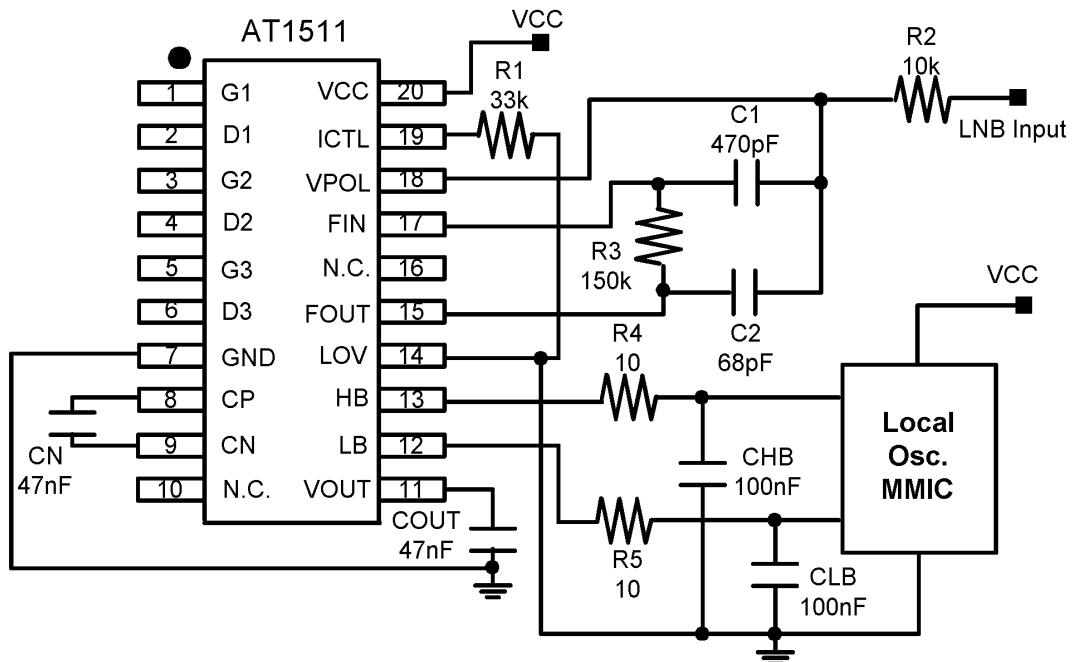 AT1511
VCC
R1
33k
R2
10k
LNB Input
C1
470pF
1 G1 VCC 20
2 D1 ICTL 19
3 G2 VPOL 18
4 D2 FIN 17
5 G3 N.C. 16
6 D3 FOUT 15
7 GND LOV 14
8 CP HB 13
9 CN LB 12
10 N.C. VOUT 11
R3
150k
C2
68pF
VCC
R4
10
CN
47nF
Local
Osc.
MMIC
CHB
100nF
COUT
47nF
R5
10
CLB
100nF